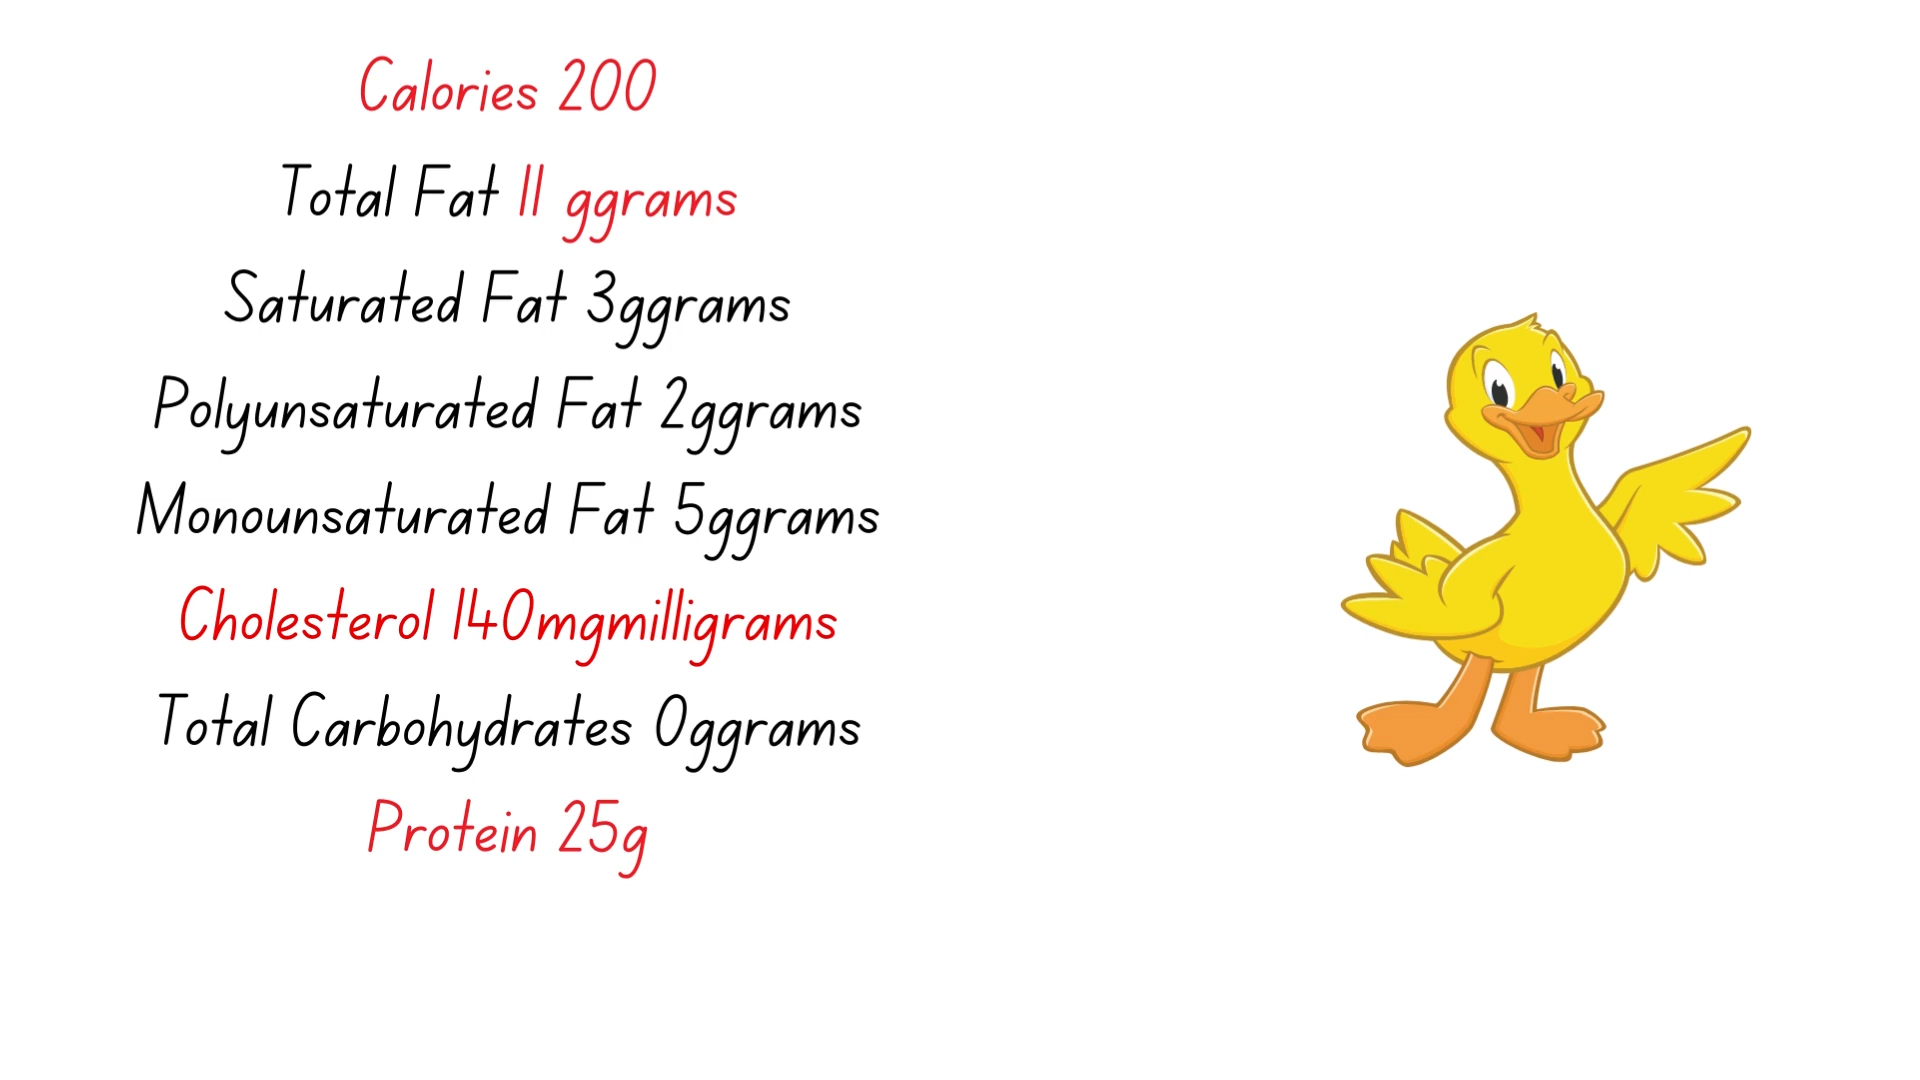 Calories 200
Total Fat 11 ggrams
Saturated Fat 3ggrams
Polyunsaturated Fat 2ggrams
Monounsaturated Fat 5ggrams
Cholesterol 140mgmilligrams
Total Carbohydrates 0ggrams
Protein 25g